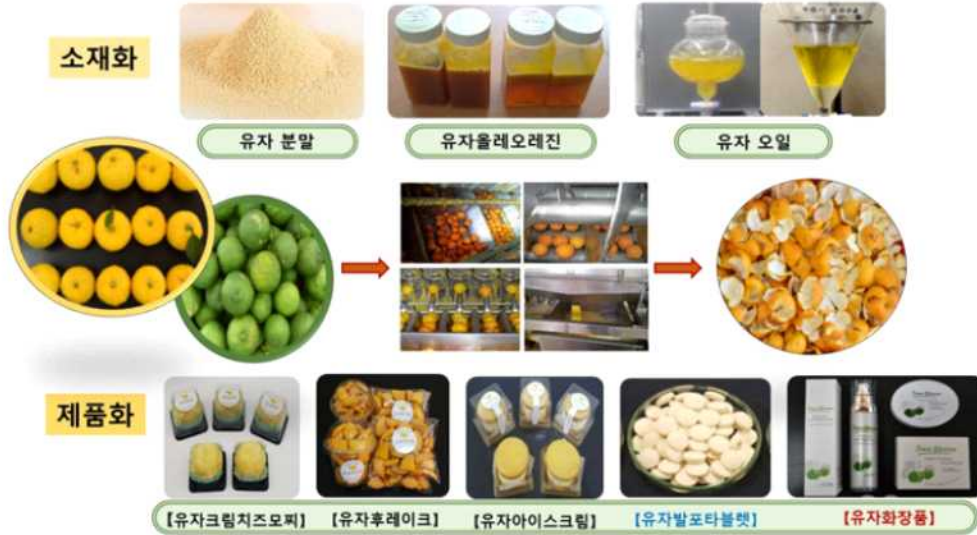 소재화
유자 분말
유자올레오레진
유자 오일
제품화
【유자크림치즈모찌】
【유자후레이크】
【유자아이스크림】
【유자발포타블렛】
【유자화장품】